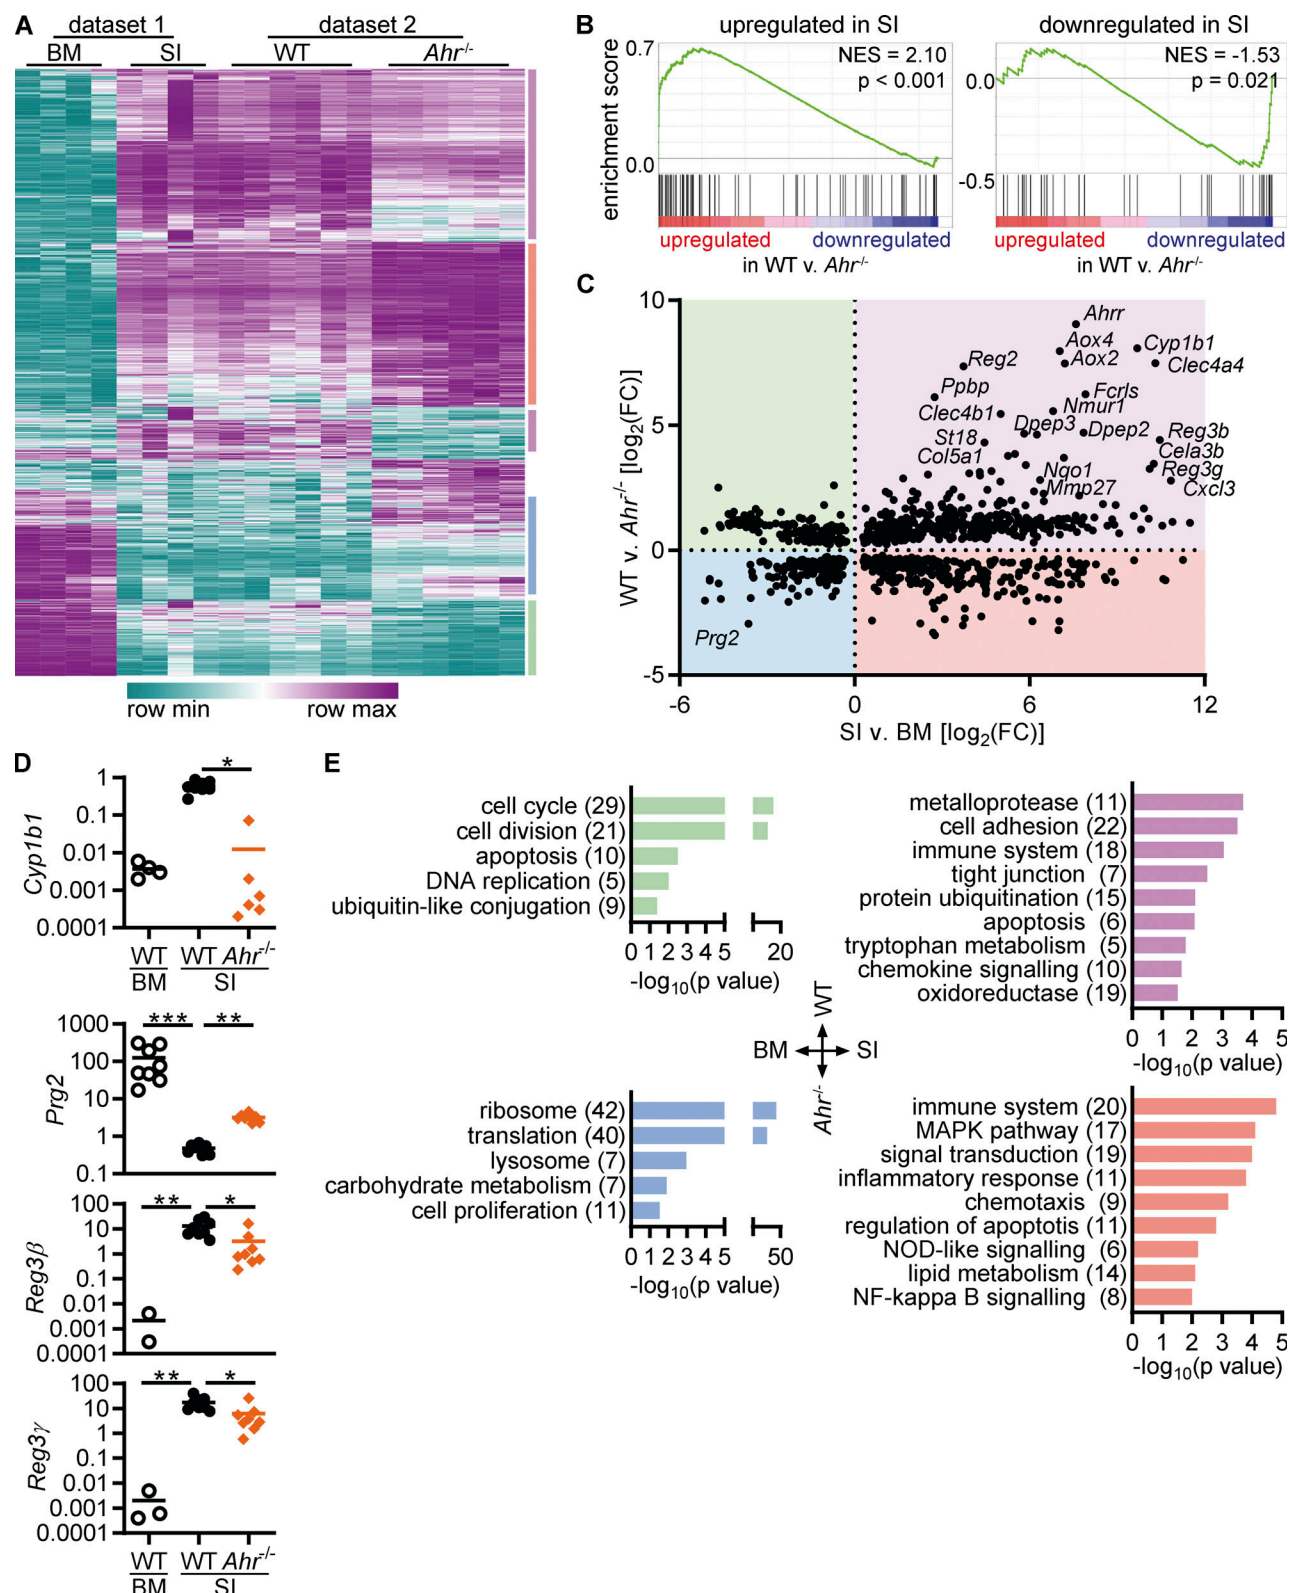 A
dataset 1
dataset 2
BM
SI
WT
Ahr-/-
row min
row max
B
upregulated in SI
downregulated in SI
enrichment score
0.7
0.0
NES = 2.10
p < 0.001
0.0
-0.5
NES = -1.53
p = 0.021
upregulated
downregulated
in WT v. Ahr-/-
upregulated
downregulated
in WT v. Ahr-/-
C
WT v. Ahr-/- [log2(FC)]
10
5
0
-5
Ahrr
Aox4
Cyp1b1
Reg2
Aox2
Clec4a4
Ppbp
Fcrls
Clec4b1
Nmur1
Dpep3
Dpep2
Reg3b
St18
Cela3b
Col5a1
Nqo1
Reg3g
Mmp27
Cxcl3
Prg2
-6
0
6
12
SI v. BM [log2(FC)]
D
Cyp1b1
*
1
0.1
0.01
0.001
0.0001
WT
WT
Ahr-/-
BM
SI
Prg2
***
**
1000
100
10
1
0.1
Reg3β
**
*
100
10
1
0.1
0.01
0.001
0.0001
Reg3γ
**
*
100
10
1
0.1
0.01
0.001
0.0001
WT
WT
Ahr-/-
BM
SI
E
cell cycle (29)
cell division (21)
apoptosis (10)
DNA replication (5)
ubiquitin-like conjugation (9)
0 1 2 3 4 5 20
-log10(p value)
metalloprotease (11)
cell adhesion (22)
immune system (18)
tight junction (7)
protein ubiquitination (15)
apoptosis (6)
tryptophan metabolism (5)
chemokine signalling (10)
oxidoreductase (19)
0 1 2 3 4 5
-log10(p value)
WT
BM
SI
Ahr-/-
ribosome (42)
translation (40)
lysosome (7)
carbohydrate metabolism (7)
cell proliferation (11)
0 1 2 3 4 5 50
-log10(p value)
immune system (20)
MAPK pathway (17)
signal transduction (19)
inflammatory response (11)
chemotaxis (9)
regulation of apoptotis (11)
NOD-like signalling (6)
lipid metabolism (14)
NF-kappa B signalling (8)
0 1 2 3 4 5
-log10(p value)